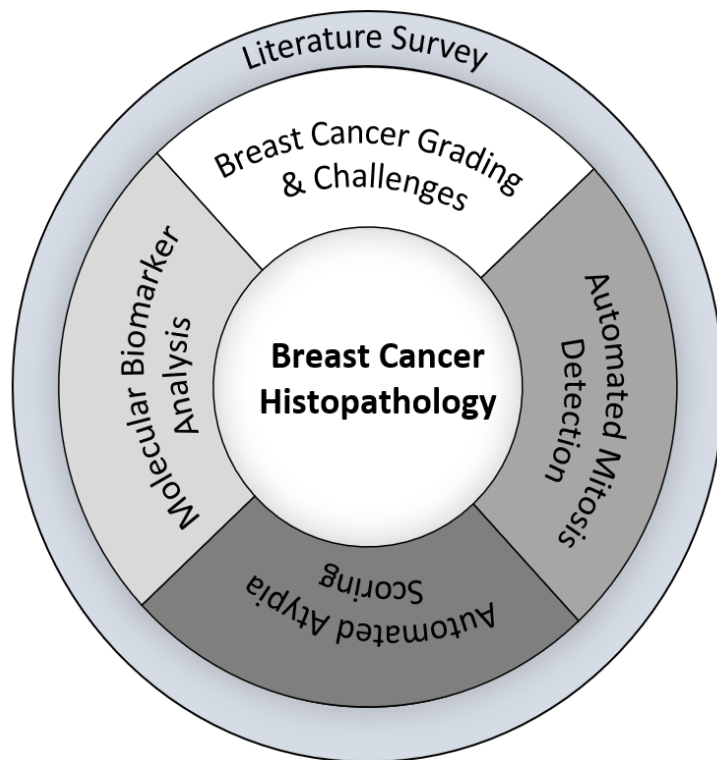 Literature Survey
Breast Cancer Grading
& Challenges
Automated Mitosis
Detection
Automated Atypia
Scoring
Molecular Biomarker
Analysis
Breast Cancer
Histopathology